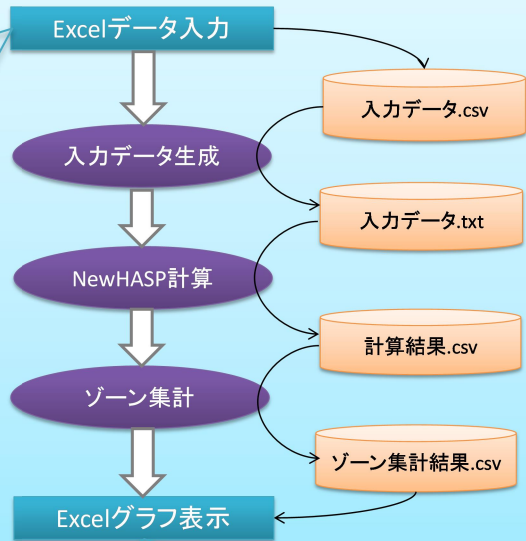 Excelデータ入力
入力データ.csv
入力データ生成
入力データ.txt
NewHASP計算
計算結果.csv
ゾーン集計
ゾーン集計結果.csv
Excelグラフ表示